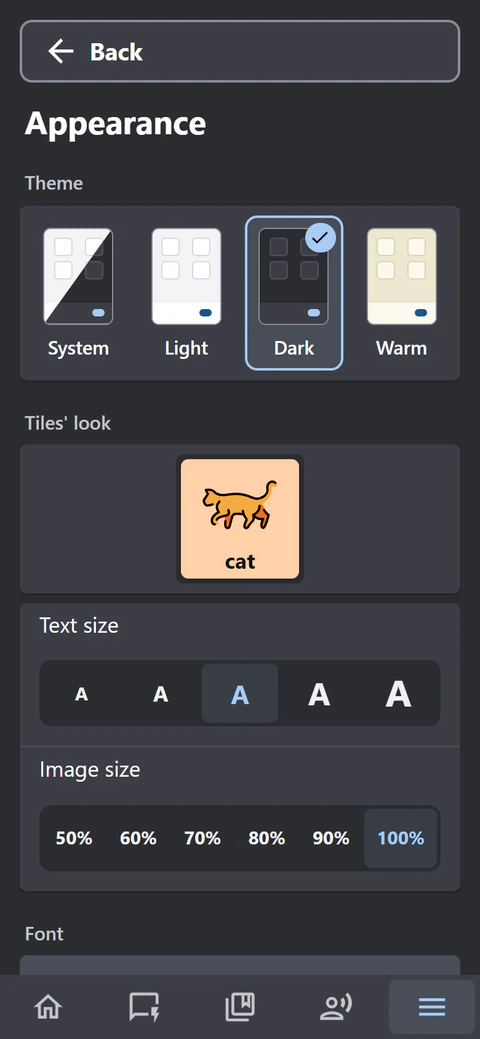 Back
Appearance
Theme
System Light Dark Warm
Tiles' look
cat
Text size
A A A A A
Image size
50% 60% 70% 80% 90% 100%
Font